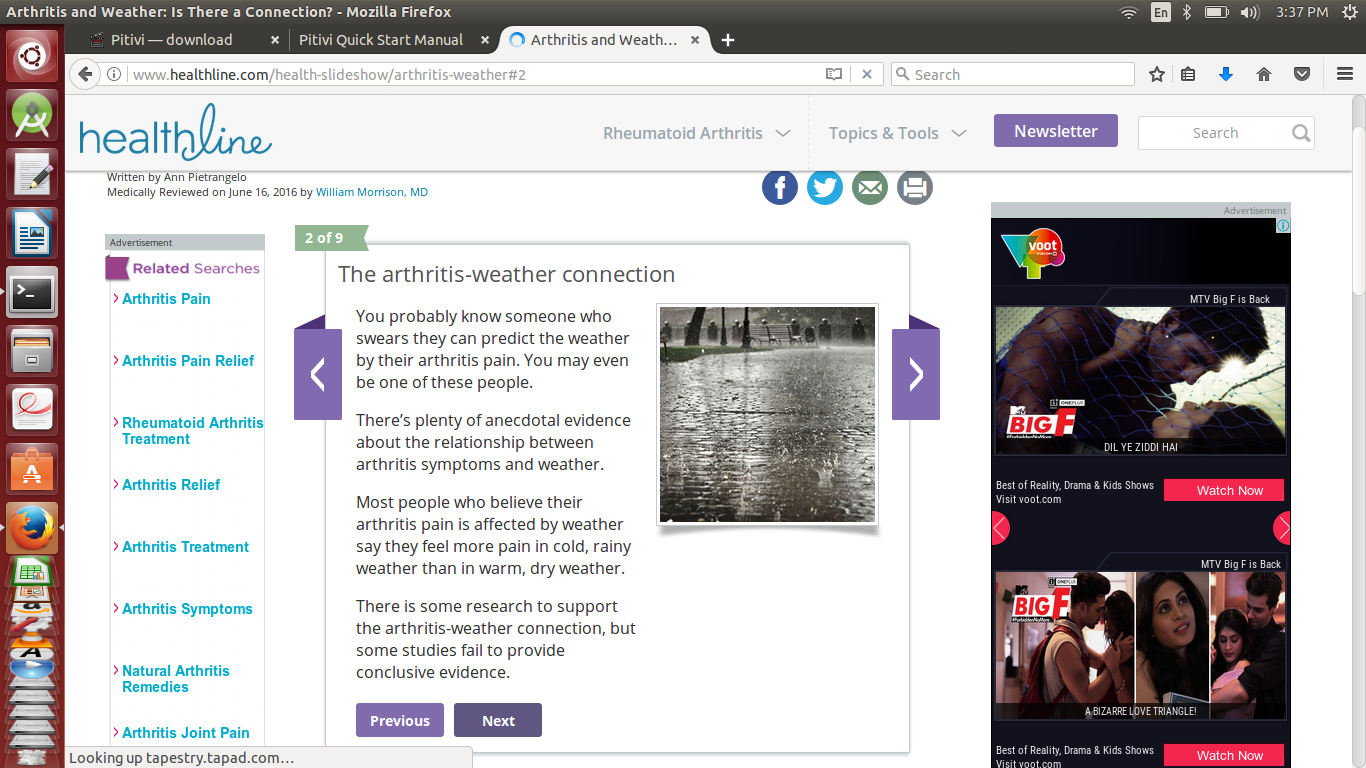 Arthritis and Weather: Is There a Connection? - Mozilla Firefox
En
3:37 PM
Pitivi — download
Pitivi Quick Start Manual
Arthritis and Weath…
www.healthline.com/health-slideshow/arthritis-weather#2
Search
healthline
Rheumatoid Arthritis
Topics & Tools
Newsletter
Search
Written by Ann Pietrangelo
Medically Reviewed on June 16, 2016 by William Morrison, MD
Advertisement
Related Searches
Arthritis Pain
Arthritis Pain Relief
Rheumatoid Arthritis
Treatment
Arthritis Relief
Arthritis Treatment
Arthritis Symptoms
Natural Arthritis
Remedies
Arthritis Joint Pain
2 of 9
The arthritis-weather connection
You probably know someone who
swears they can predict the weather
by their arthritis pain. You may even
be one of these people.
There’s plenty of anecdotal evidence
about the relationship between
arthritis symptoms and weather.
Most people who believe their
arthritis pain is affected by weather
say they feel more pain in cold, rainy
weather than in warm, dry weather.
There is some research to support
the arthritis-weather connection, but
some studies fail to provide
conclusive evidence.
Previous
Next
Advertisement
voot
MTV Big F is Back
ONEPLUS
MTV
BIG F
#ForbiddenNoMore
DIL YE ZIDDI HAI
Best of Reality, Drama & Kids Shows
Visit voot.com
Watch Now
MTV Big F is Back
ONEPLUS
BIG F
#ForbiddenNoMore
A BIZARRE LOVE TRIANGLE!
Best of Reality, Drama & Kids Shows
Visit voot.com
Watch Now
Looking up tapestry.tapad.com…